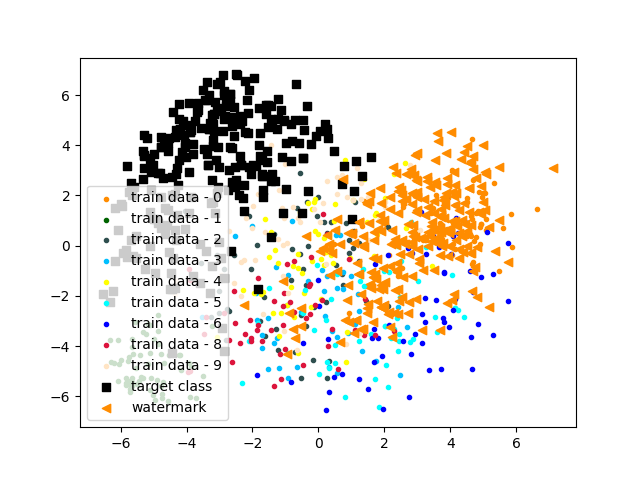 6
4
2
0
−2
−4
−6
train data - 0
train data - 1
train data - 2
train data - 3
train data - 4
train data - 5
train data - 6
train data - 8
train data - 9
target class
watermark
−6 −4 −2 0 2 4 6